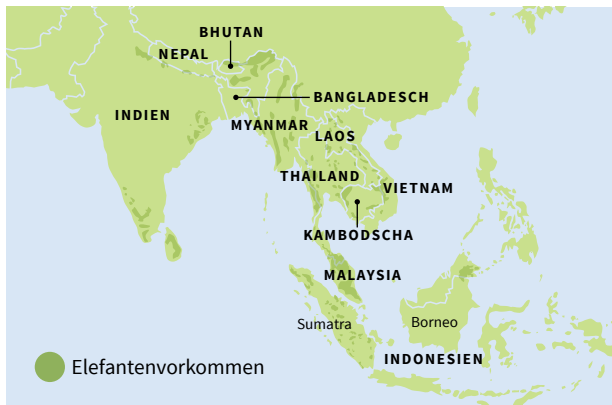 BHUTAN
NEPAL
BANGLADESCH
INDIEN
MYANMAR
LAOS
THAILAND
VIETNAM
KAMBODSCHA
MALAYSIA
Sumatra
Borneo
INDONESIEN
Elefantenvorkommen